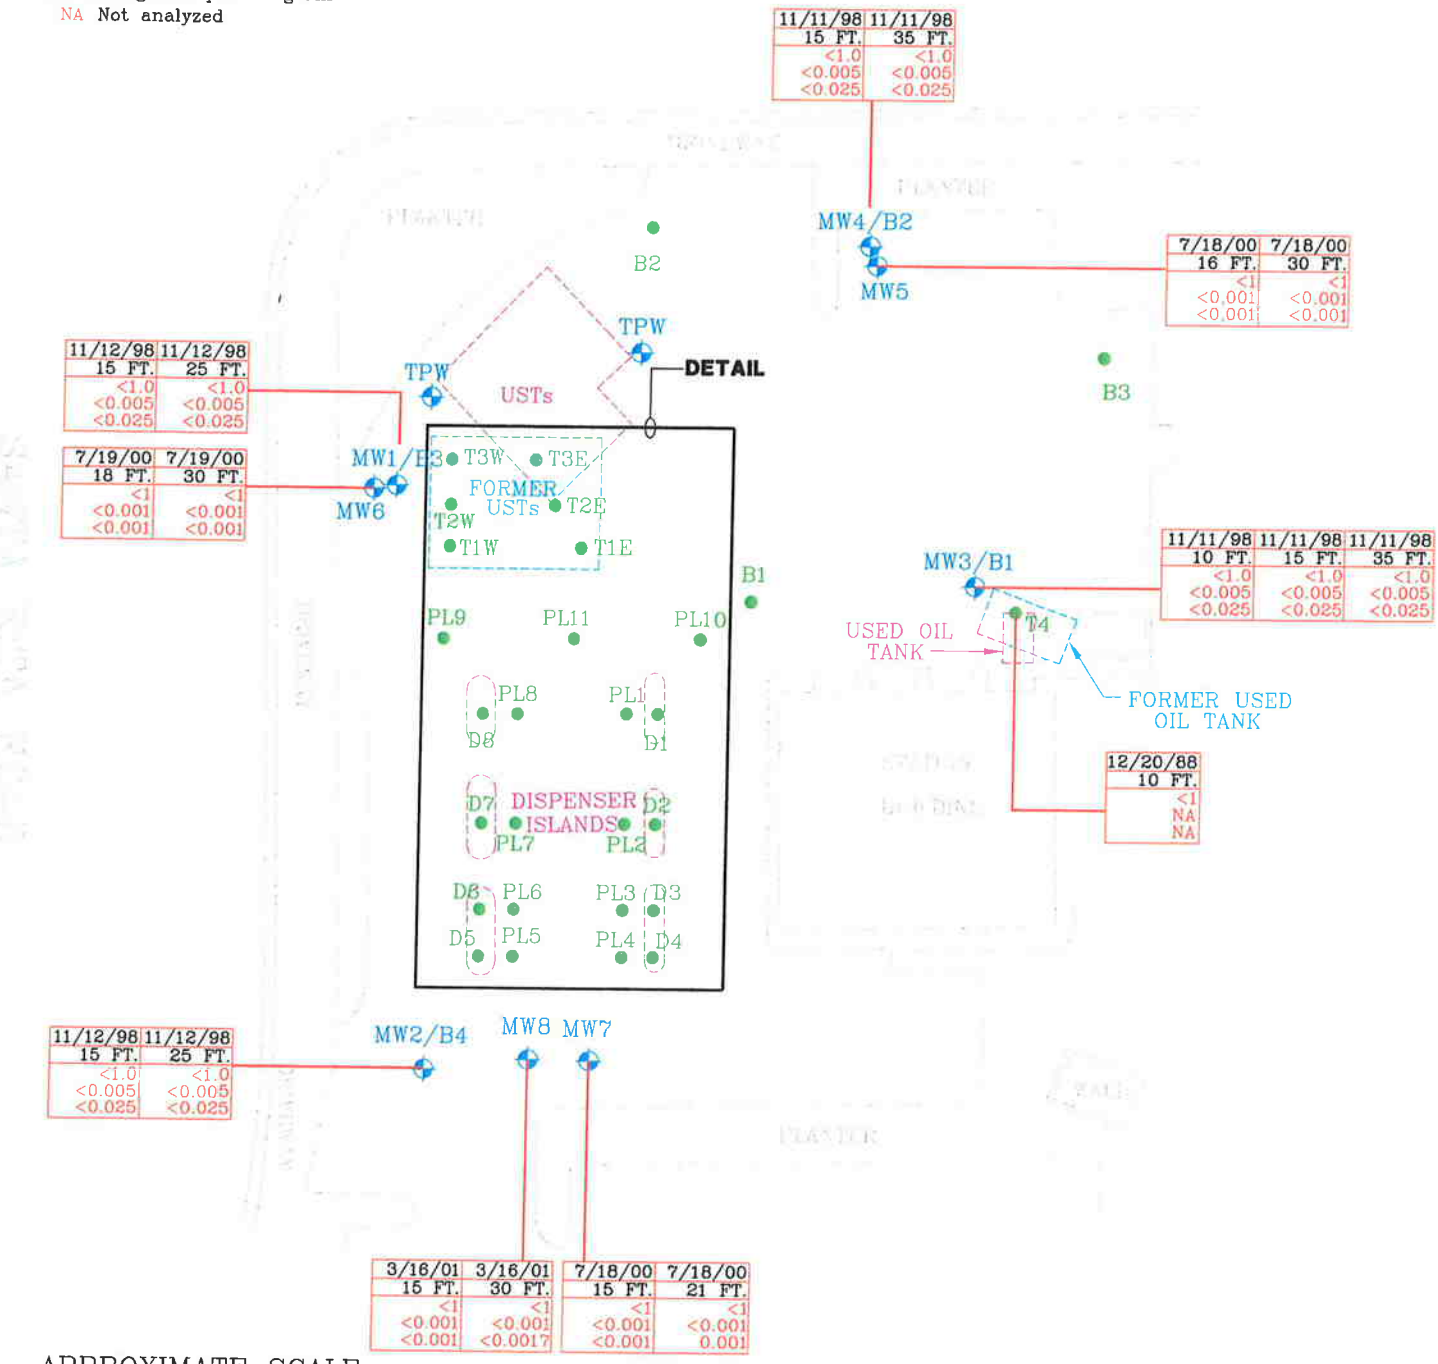 NA Not analyzed
11/11/98 11/11/98
15 FT. 35 FT.
<1.0 <1.0
<0.005 <0.005
<0.025 <0.025
PLANTER
MW4/B2
MW5
7/18/00 7/18/00
16 FT. 30 FT.
<1 <1
<0.001 <0.001
<0.001 <0.001
B2
TPW
TPW
DETAIL
USTs
B3
11/12/98 11/12/98
15 FT. 25 FT.
<1.0 <1.0
<0.005 <0.005
<0.025 <0.025
7/19/00 7/19/00
18 FT. 30 FT.
<1 <1
<0.001 <0.001
<0.001 <0.001
MW1/B3
MW6
T3W T3E
FORMER
USTs
T2W T2E
T1W T1E
B1
MW3/B1
11/11/98 11/11/98 11/11/98
10 FT. 15 FT. 35 FT.
<1.0 <1.0 <1.0
<0.005 <0.005 <0.005
<0.025 <0.025 <0.025
T4
USED OIL
TANK
FORMER USED
OIL TANK
PL9 PL11 PL10
PL8 PL1
D8 D1
12/20/88
10 FT.
<1
NA
NA
D7 DISPENSER D2
ISLANDS
PL7 PL2
D6 PL6 PL3 D3
D5 PL5 PL4 D4
11/12/98 11/12/98
15 FT. 25 FT.
<1.0 <1.0
<0.005 <0.005
<0.025 <0.025
MW2/B4
MW8 MW7
PLANTER
3/16/01 3/16/01
15 FT. 30 FT.
<1 <1
<0.001 <0.001
<0.001 <0.0017
7/18/00 7/18/00
15 FT. 21 FT.
<1 <1
<0.001 <0.001
<0.001 0.001
APPROXIMATE SCALE